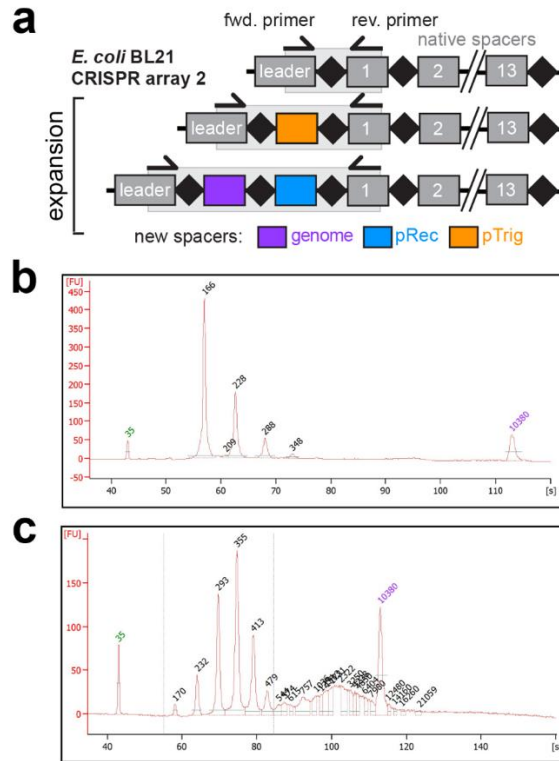 a
fwd. primer rev. primer
E. coli BL21
CRISPR array 2
native spacers
leader 1 2 13
expansion
leader 1 2 13
leader 1 2 13
new spacers: genome pRec pTrig
b
[FU]
450
400
350
300
250
200
150
100
50
0
-50
35 166 209 228 288 348 10380
40 50 60 70 80 90 100 110 [s]
c
[FU]
150
100
50
0
35 170 232 293 355 413 479 757 2322 10380 12480 14160 16260 21059
40 60 80 100 120 140 [s]